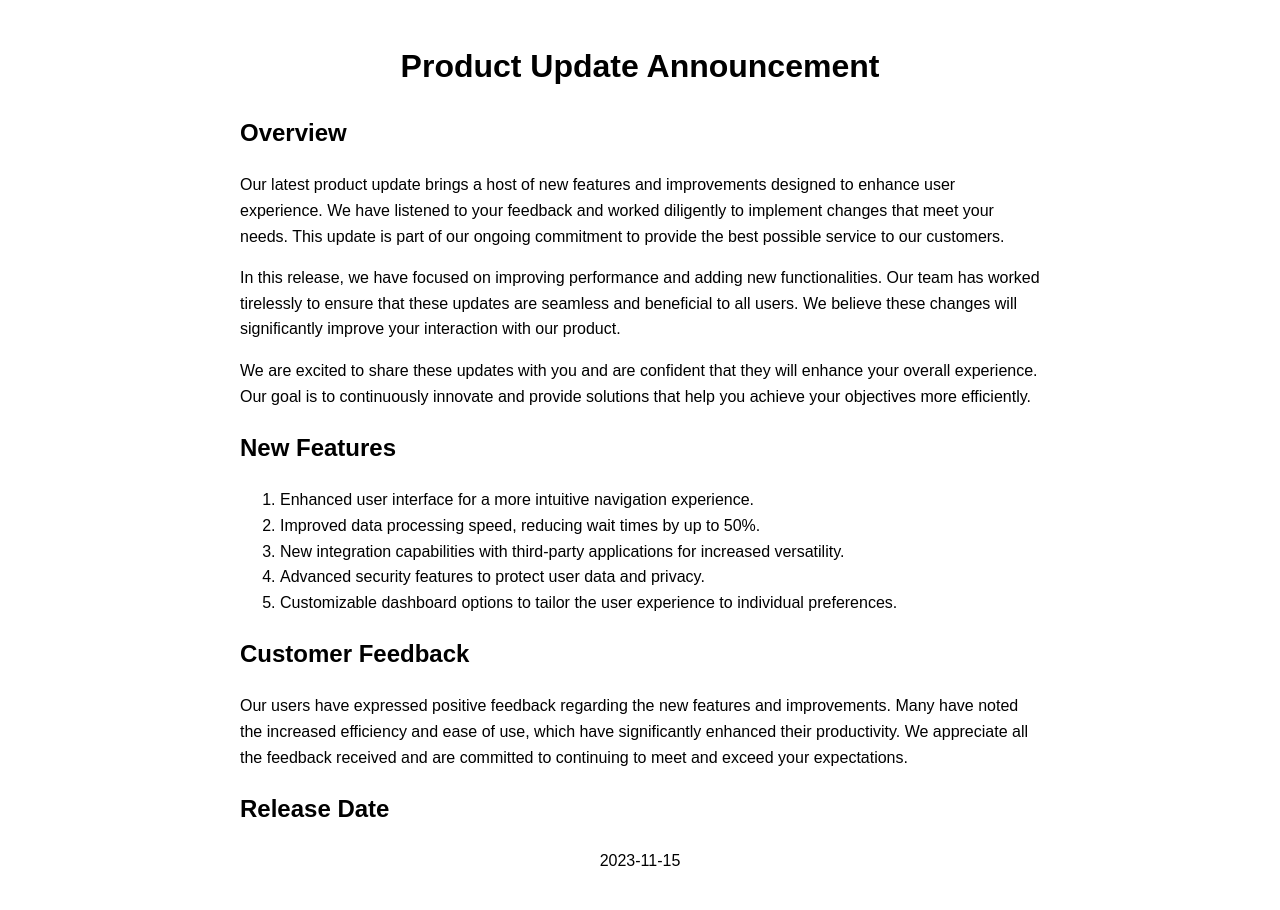 Product Update Announcement
Overview
Our latest product update brings a host of new features and improvements designed to enhance user
experience. We have listened to your feedback and worked diligently to implement changes that meet your
needs. This update is part of our ongoing commitment to provide the best possible service to our customers.
In this release, we have focused on improving performance and adding new functionalities. Our team has worked
tirelessly to ensure that these updates are seamless and beneficial to all users. We believe these changes will
significantly improve your interaction with our product.
We are excited to share these updates with you and are confident that they will enhance your overall experience.
Our goal is to continuously innovate and provide solutions that help you achieve your objectives more efficiently.
New Features
1. Enhanced user interface for a more intuitive navigation experience.
2. Improved data processing speed, reducing wait times by up to 50%.
3. New integration capabilities with third-party applications for increased versatility.
4. Advanced security features to protect user data and privacy.
5. Customizable dashboard options to tailor the user experience to individual preferences.
Customer Feedback
Our users have expressed positive feedback regarding the new features and improvements. Many have noted
the increased efficiency and ease of use, which have significantly enhanced their productivity. We appreciate all
the feedback received and are committed to continuing to meet and exceed your expectations.
Release Date
2023-11-15